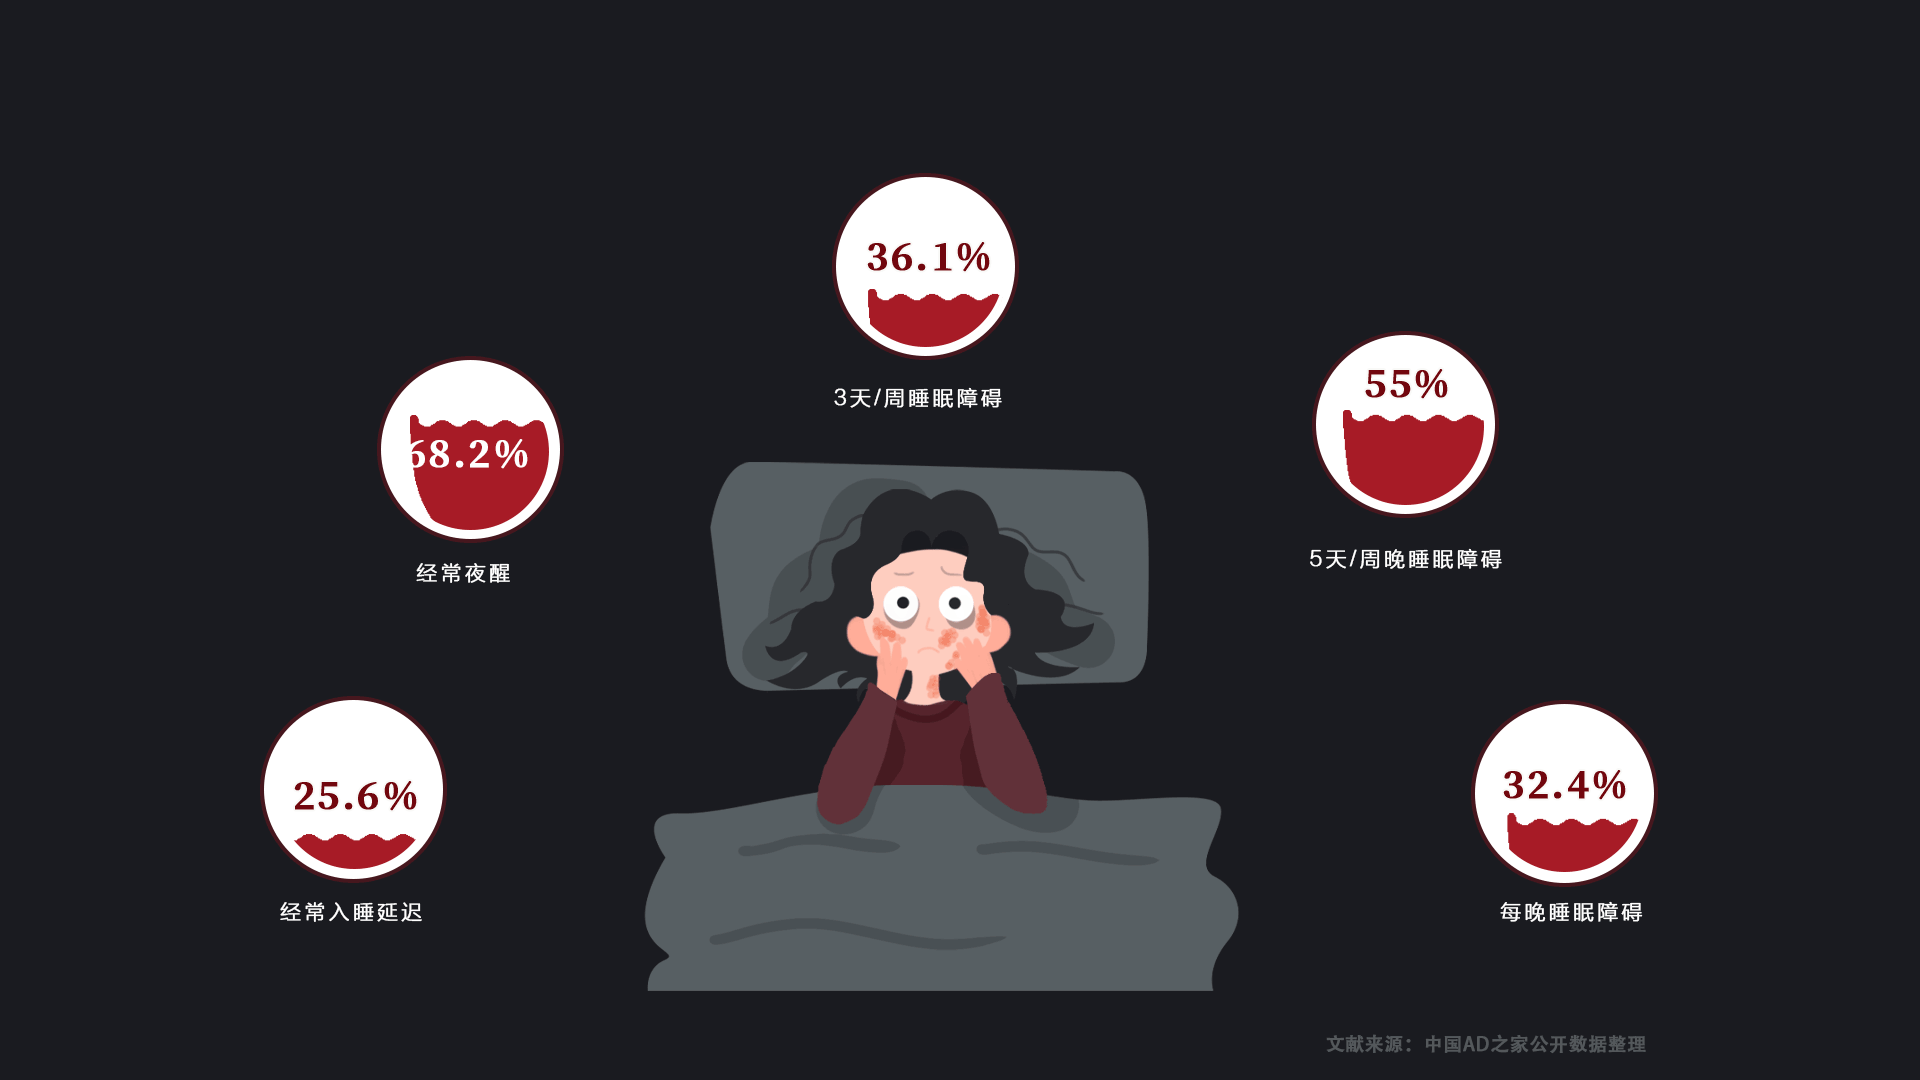 36.1%
3天/周睡眠障碍
55%
5天/周晚睡眠障碍
68.2%
经常夜醒
25.6%
经常入睡延迟
32.4%
每晚睡眠障碍
文献来源：中国AD之家公开数据整理